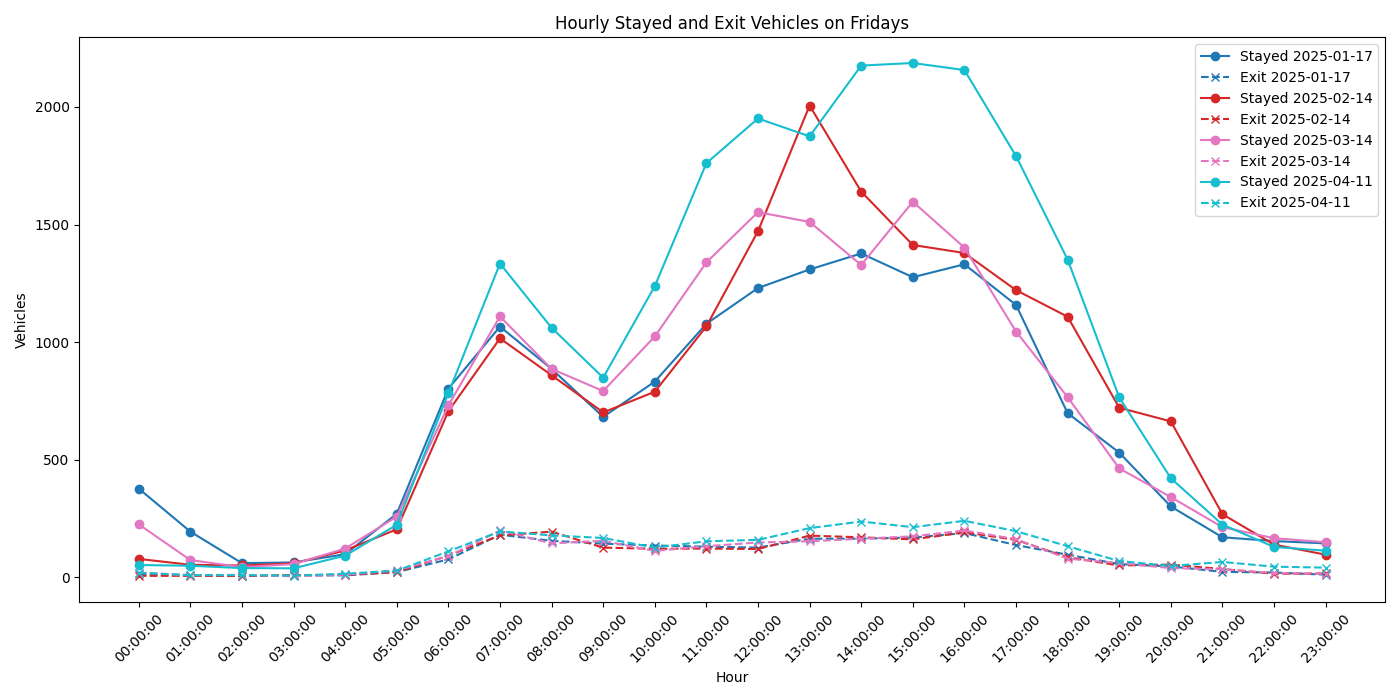 Hourly Stayed and Exit Vehicles on Fridays
Stayed 2025-01-17
Exit 2025-01-17
Stayed 2025-02-14
Exit 2025-02-14
Stayed 2025-03-14
Exit 2025-03-14
Stayed 2025-04-11
Exit 2025-04-11
Vehicles
2000
1500
1000
500
0
00:00:00
01:00:00
02:00:00
03:00:00
04:00:00
05:00:00
06:00:00
07:00:00
08:00:00
09:00:00
10:00:00
11:00:00
12:00:00
13:00:00
14:00:00
15:00:00
16:00:00
17:00:00
18:00:00
19:00:00
20:00:00
21:00:00
22:00:00
23:00:00
Hour